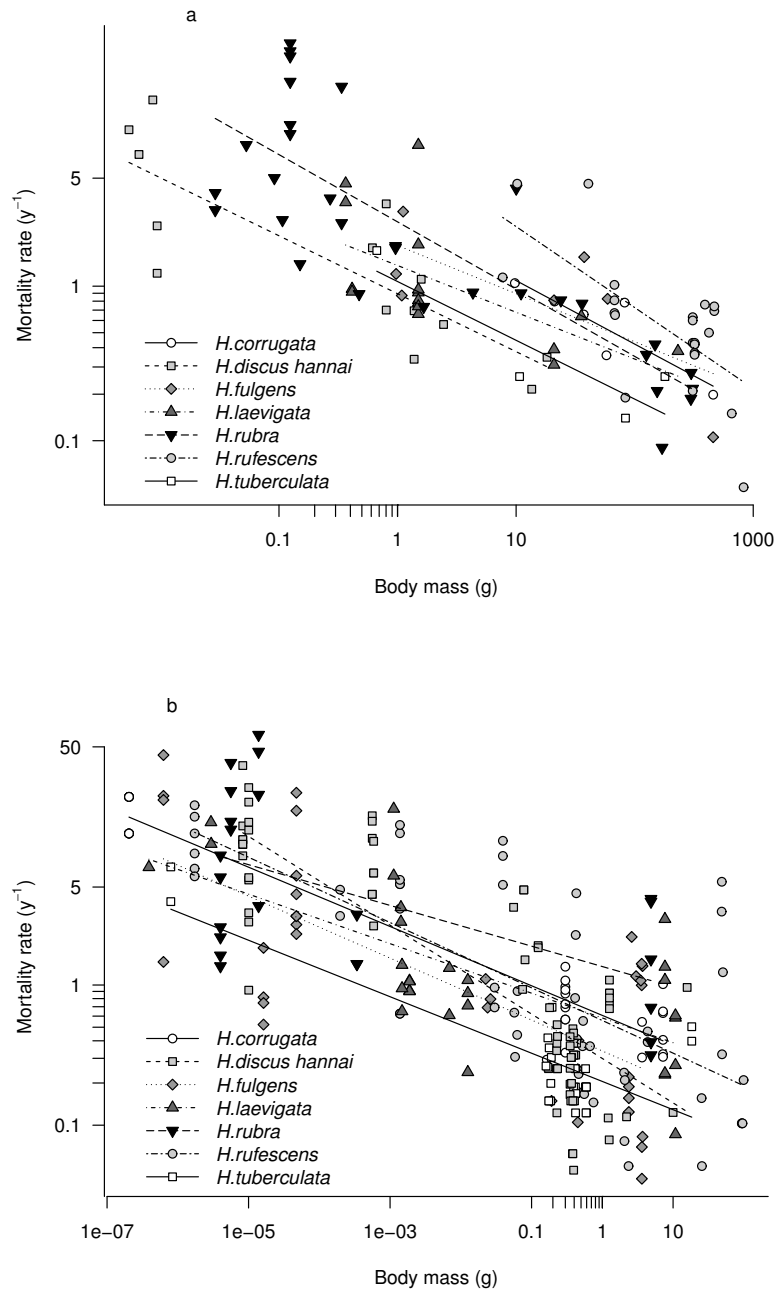 a
Mortality rate (y⁻¹)
5
1
0.1
H.corrugata
H.discus hannai
H.fulgens
H.laevigata
H.rubra
H.rufescens
H.tuberculata
0.1 1 10 1000
Body mass (g)
b
Mortality rate (y⁻¹)
50
5
1
0.1
H.corrugata
H.discus hannai
H.fulgens
H.laevigata
H.rubra
H.rufescens
H.tuberculata
1e-07 1e-05 1e-03 0.1 1 10
Body mass (g)